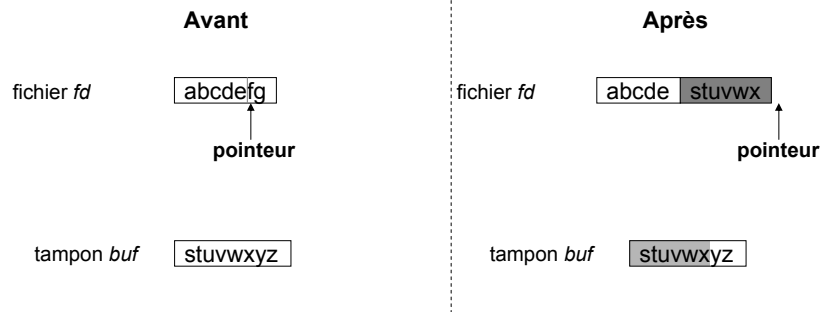 Avant
fichier fd
abcdefg
pointeur
tampon buf
stuvwxyz
Après
fichier fd
abcde stuvwx
pointeur
tampon buf
stuvwxyz